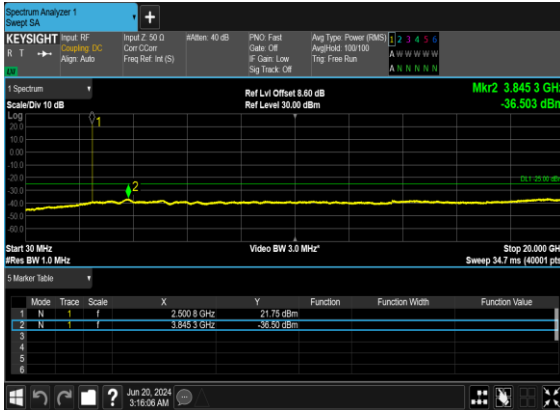 Spectrum Analyzer 1
Swept SA
+
KEYSIGHT Input: RF Input Z: 50 Ω #Atten: 40 dB PNO: Fast Avg Type: Power (RMS) 1 2 3 4 5 6
R T Coupling: DC Corr CCorr Gate: Off Avg|Hold: 100/100 A W W W W W
Align: Auto Freq Ref: Int (S) IF Gain: Low Trig: Free Run
LXI Sig Track: Off A N N N N N
1 Spectrum Ref Lvl Offset 8.60 dB Mkr2 3.845 3 GHz
Scale/Div 10 dB Ref Level 30.00 dBm -36.503 dBm
Log
20.0
10.0
0.00
-10.0
-20.0
-30.0
-40.0
-50.0
-60.0
1
2
DL1 -25.00 dBm
Start 30 MHz Video BW 3.0 MHz* Stop 20.000 GHz
#Res BW 1.0 MHz Sweep 34.7 ms (40001 pts)
5 Marker Table
Mode Trace Scale X Y Function Function Width Function Value
1 N 1 f 2.500 8 GHz 21.75 dBm
2 N 1 f 3.845 3 GHz -36.50 dBm
3
4
5
6
? Jun 20, 2024
3:16:06 AM